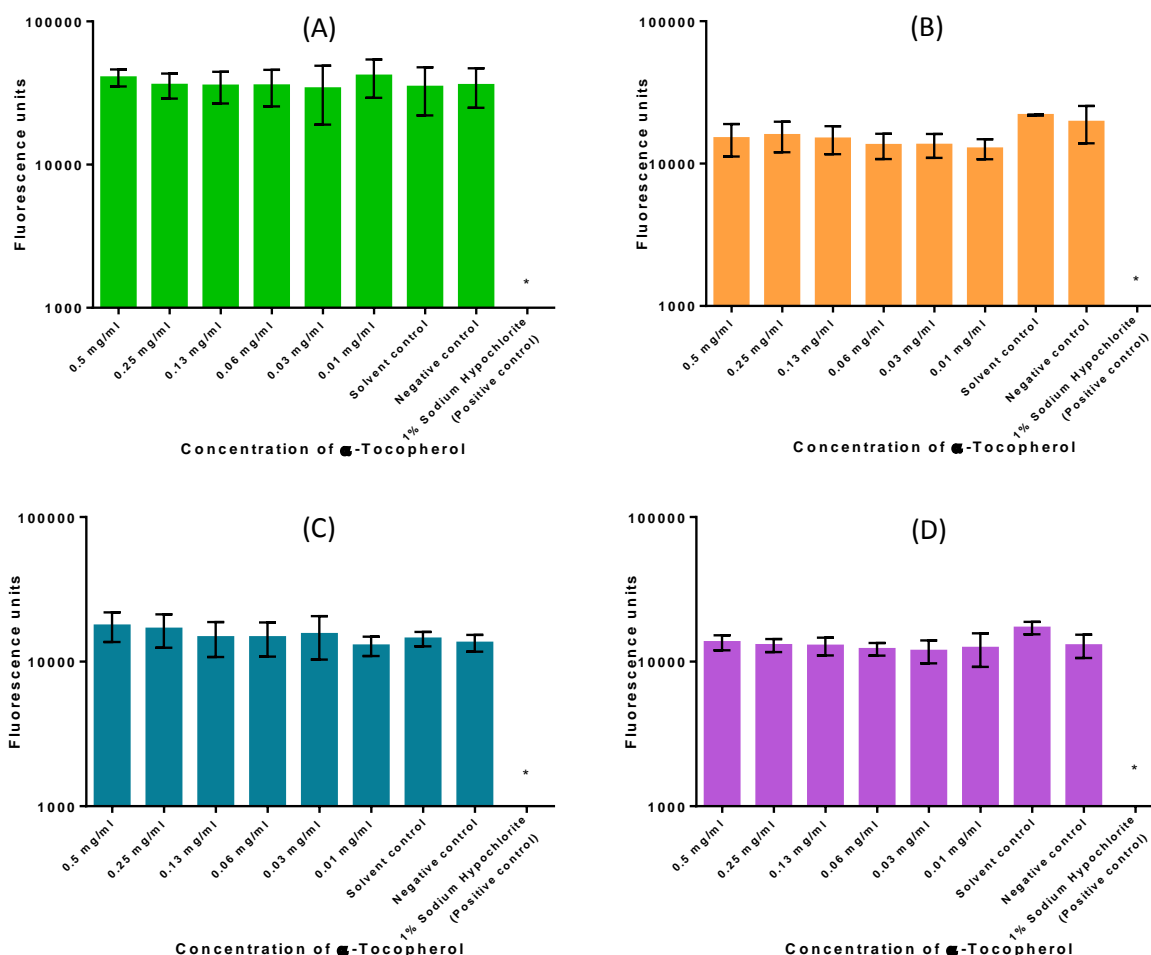 (A)
Fluorescence units
100000
10000
1000
*
0.5 mg/ml
0.25 mg/ml
0.13 mg/ml
0.06 mg/ml
0.03 mg/ml
0.01 mg/ml
Solvent control
Negative control
1% Sodium Hypochlorite
(Positive control)
Concentration of α-Tocopherol
(B)
Fluorescence units
100000
10000
1000
*
0.5 mg/ml
0.25 mg/ml
0.13 mg/ml
0.06 mg/ml
0.03 mg/ml
0.01 mg/ml
Solvent control
Negative control
1% Sodium Hypochlorite
(Positive control)
Concentration of α-Tocopherol
(C)
Fluorescence units
100000
10000
1000
*
0.5 mg/ml
0.25 mg/ml
0.13 mg/ml
0.06 mg/ml
0.03 mg/ml
0.01 mg/ml
Solvent control
Negative control
1% Sodium Hypochlorite
(Positive control)
Concentration of α-Tocopherol
(D)
Fluorescence units
100000
10000
1000
*
0.5 mg/ml
0.25 mg/ml
0.13 mg/ml
0.06 mg/ml
0.03 mg/ml
0.01 mg/ml
Solvent control
Negative control
1% Sodium Hypochlorite
(Positive control)
Concentration of α-Tocopherol